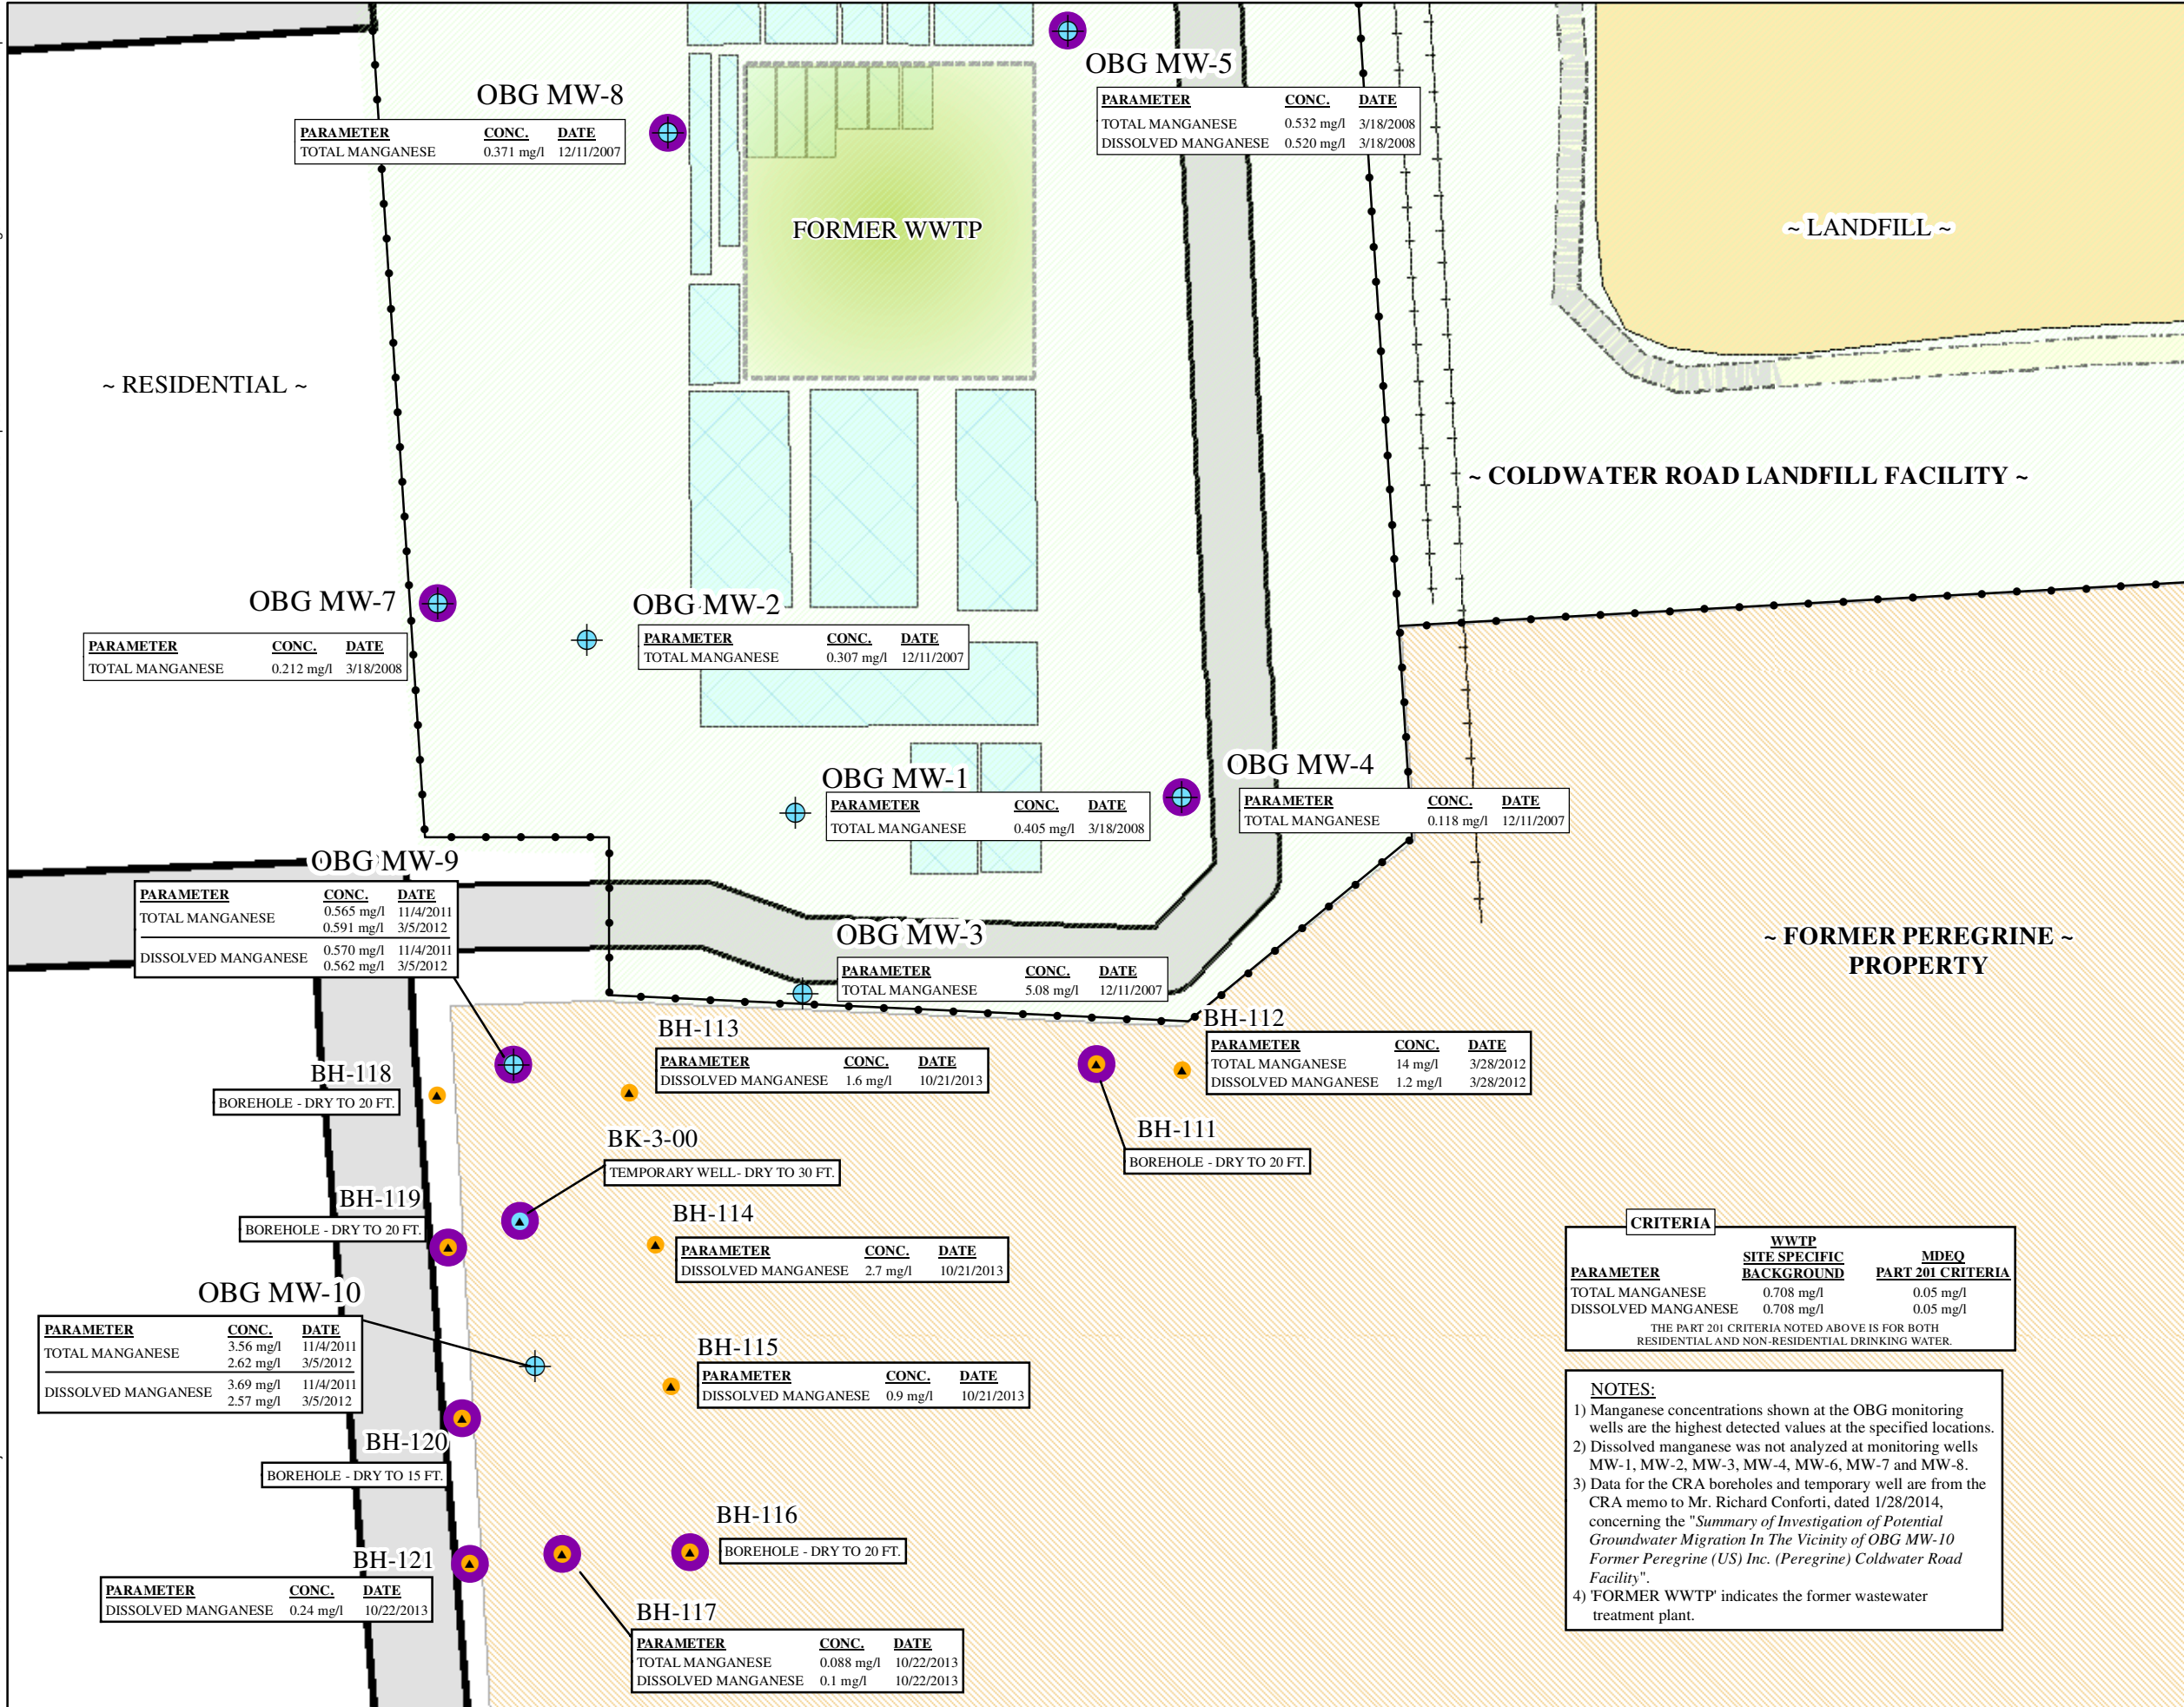 OBG MW-5
PARAMETER CONC. DATE
TOTAL MANGANESE 0.532 mg/l 3/18/2008
DISSOLVED MANGANESE 0.520 mg/l 3/18/2008
OBG MW-8
PARAMETER CONC. DATE
TOTAL MANGANESE 0.371 mg/l 12/11/2007
FORMER WWTP
~ LANDFILL ~
~ RESIDENTIAL ~
~ COLDWATER ROAD LANDFILL FACILITY ~
OBG MW-7
PARAMETER CONC. DATE
TOTAL MANGANESE 0.212 mg/l 3/18/2008
OBG MW-2
PARAMETER CONC. DATE
TOTAL MANGANESE 0.307 mg/l 12/11/2007
OBG MW-1
PARAMETER CONC. DATE
TOTAL MANGANESE 0.405 mg/l 3/18/2008
OBG MW-4
PARAMETER CONC. DATE
TOTAL MANGANESE 0.118 mg/l 12/11/2007
OBG MW-9
PARAMETER CONC. DATE
TOTAL MANGANESE 0.565 mg/l 11/4/2011
0.591 mg/l 3/5/2012
DISSOLVED MANGANESE 0.570 mg/l 11/4/2011
0.562 mg/l 3/5/2012
OBG MW-3
PARAMETER CONC. DATE
TOTAL MANGANESE 5.08 mg/l 12/11/2007
~ FORMER PEREGRINE ~
PROPERTY
BH-113
PARAMETER CONC. DATE
DISSOLVED MANGANESE 1.6 mg/l 10/21/2013
BH-112
PARAMETER CONC. DATE
TOTAL MANGANESE 14 mg/l 3/28/2012
DISSOLVED MANGANESE 1.2 mg/l 3/28/2012
BH-118
BOREHOLE - DRY TO 20 FT.
BK-3-00
TEMPORARY WELL- DRY TO 30 FT.
BH-111
BOREHOLE - DRY TO 20 FT.
BH-119
BOREHOLE - DRY TO 20 FT.
BH-114
PARAMETER CONC. DATE
DISSOLVED MANGANESE 2.7 mg/l 10/21/2013
OBG MW-10
PARAMETER CONC. DATE
TOTAL MANGANESE 3.56 mg/l 11/4/2011
2.62 mg/l 3/5/2012
DISSOLVED MANGANESE 3.69 mg/l 11/4/2011
2.57 mg/l 3/5/2012
BH-115
PARAMETER CONC. DATE
DISSOLVED MANGANESE 0.9 mg/l 10/21/2013
BH-120
BOREHOLE - DRY TO 15 FT.
BH-116
BOREHOLE - DRY TO 20 FT.
BH-121
PARAMETER CONC. DATE
DISSOLVED MANGANESE 0.24 mg/l 10/22/2013
BH-117
PARAMETER CONC. DATE
TOTAL MANGANESE 0.088 mg/l 10/22/2013
DISSOLVED MANGANESE 0.1 mg/l 10/22/2013
CRITERIA
WWTP
SITE SPECIFIC MDEQ
PARAMETER BACKGROUND PART 201 CRITERIA
TOTAL MANGANESE 0.708 mg/l 0.05 mg/l
DISSOLVED MANGANESE 0.708 mg/l 0.05 mg/l
THE PART 201 CRITERIA NOTED ABOVE IS FOR BOTH
RESIDENTIAL AND NON-RESIDENTIAL DRINKING WATER.
NOTES:
1) Manganese concentrations shown at the OBG monitoring
wells are the highest detected values at the specified locations.
2) Dissolved manganese was not analyzed at monitoring wells
MW-1, MW-2, MW-3, MW-4, MW-6, MW-7 and MW-8.
3) Data for the CRA boreholes and temporary well are from the
CRA memo to Mr. Richard Conforti, dated 1/28/2014,
concerning the "Summary of Investigation of Potential
Groundwater Migration In The Vicinity of OBG MW-10
Former Peregrine (US) Inc. (Peregrine) Coldwater Road
Facility".
4) 'FORMER WWTP' indicates the former wastewater
treatment plant.